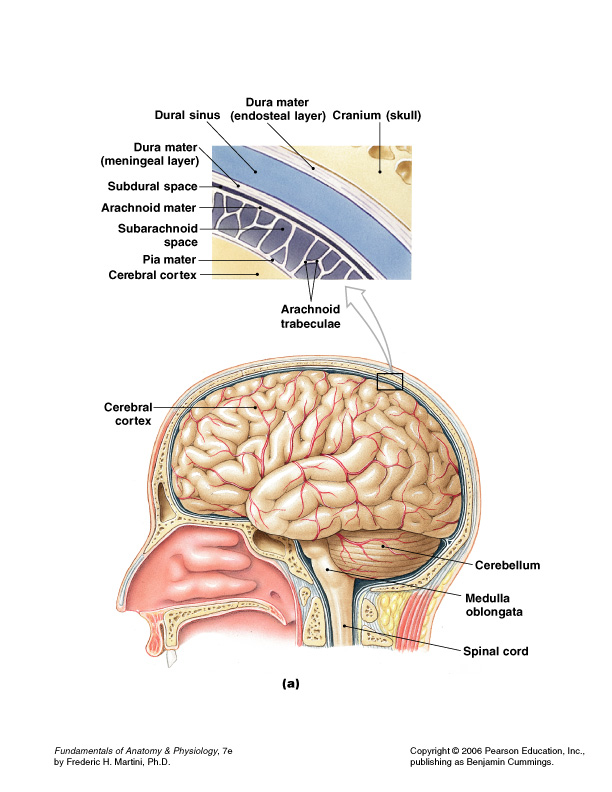 Dura mater
(endosteal layer)
Dural sinus
Cranium (skull)
Dura mater
(meningeal layer)
Subdural space
Arachnoid mater
Subarachnoid
space
Pia mater
Cerebral cortex
Arachnoid
trabeculae
Cerebral
cortex
Cerebellum
Medulla
oblongata
Spinal cord
(a)
Fundamentals of Anatomy & Physiology, 7e
by Frederic H. Martini, Ph.D.
Copyright © 2006 Pearson Education, Inc.,
publishing as Benjamin Cummings.